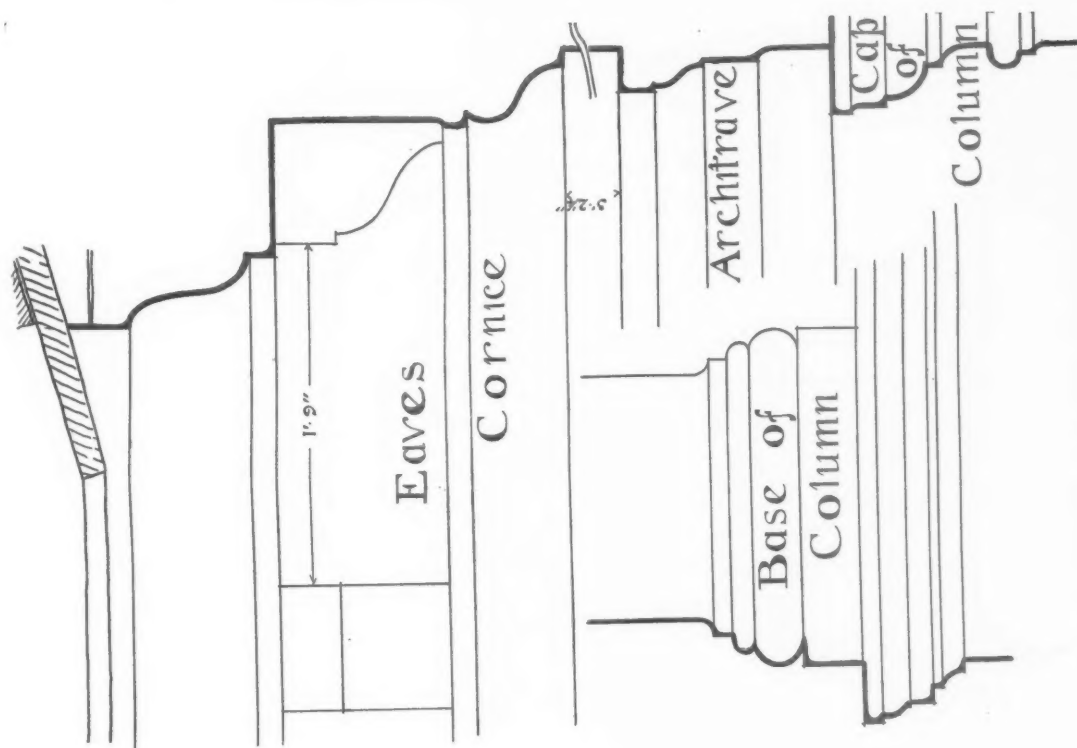 Eaves
Cornice
1'-9"
Architrave
Cap
of
Column
Base of
Column